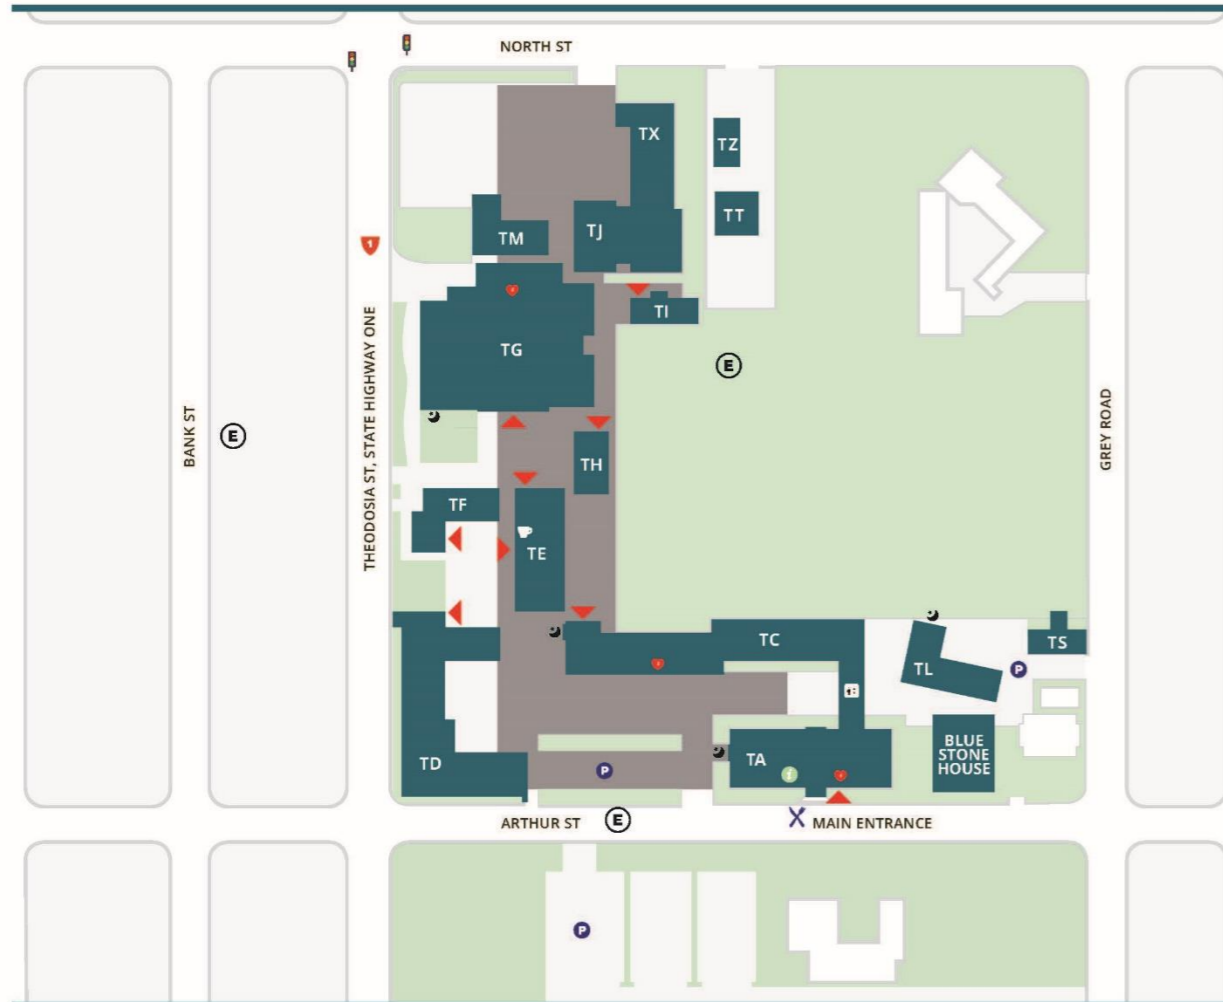 NORTH ST
TX
TZ
TT
TM
TJ
1
TI
TG
E
THEODOSIA ST, STATE HIGHWAY ONE
BANK ST
E
GREY ROAD
TH
TF
TE
TC
TS
TL
P
TD
TA
i
BLUE
STONE
HOUSE
P
ARTHUR ST
E
MAIN ENTRANCE
P